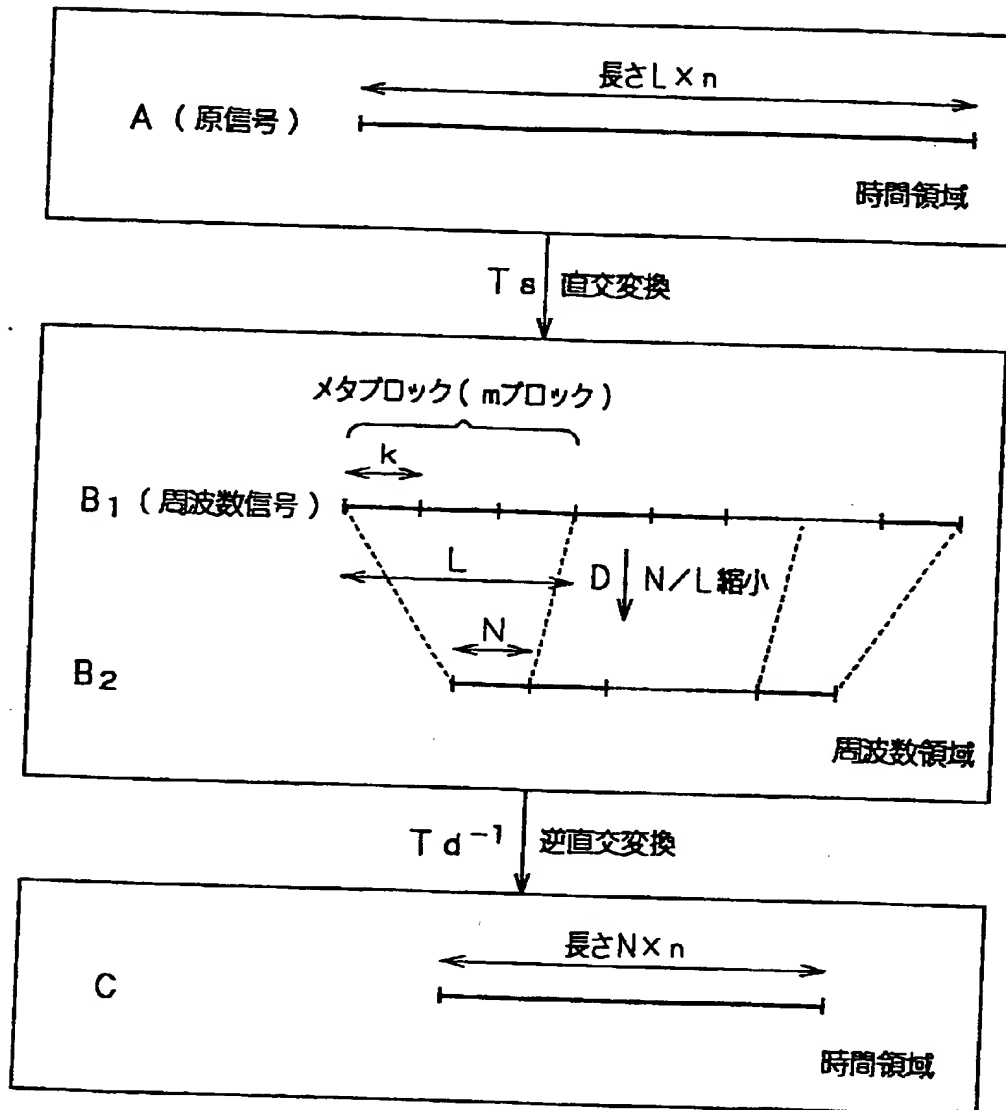 長さL×n
A（原信号）
時間領域
Ts 直交変換
メタブロック（mブロック）
k
B1（周波数信号）
L
D N／L縮小
N
B2
周波数領域
Td⁻¹ 逆直交変換
長さN×n
C
時間領域